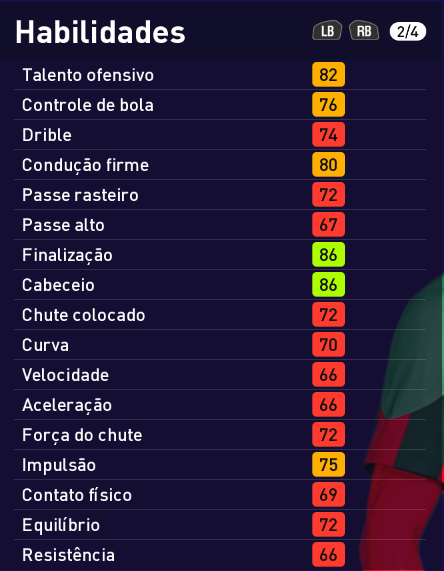 Habilidades LB RB 2/4
Talento ofensivo 82
Controle de bola 76
Drible 74
Condução firme 80
Passe rasteiro 72
Passe alto 67
Finalização 86
Cabeceio 86
Chute colocado 72
Curva 70
Velocidade 66
Aceleração 66
Força do chute 72
Impulsão 75
Contato físico 69
Equilíbrio 72
Resistência 66